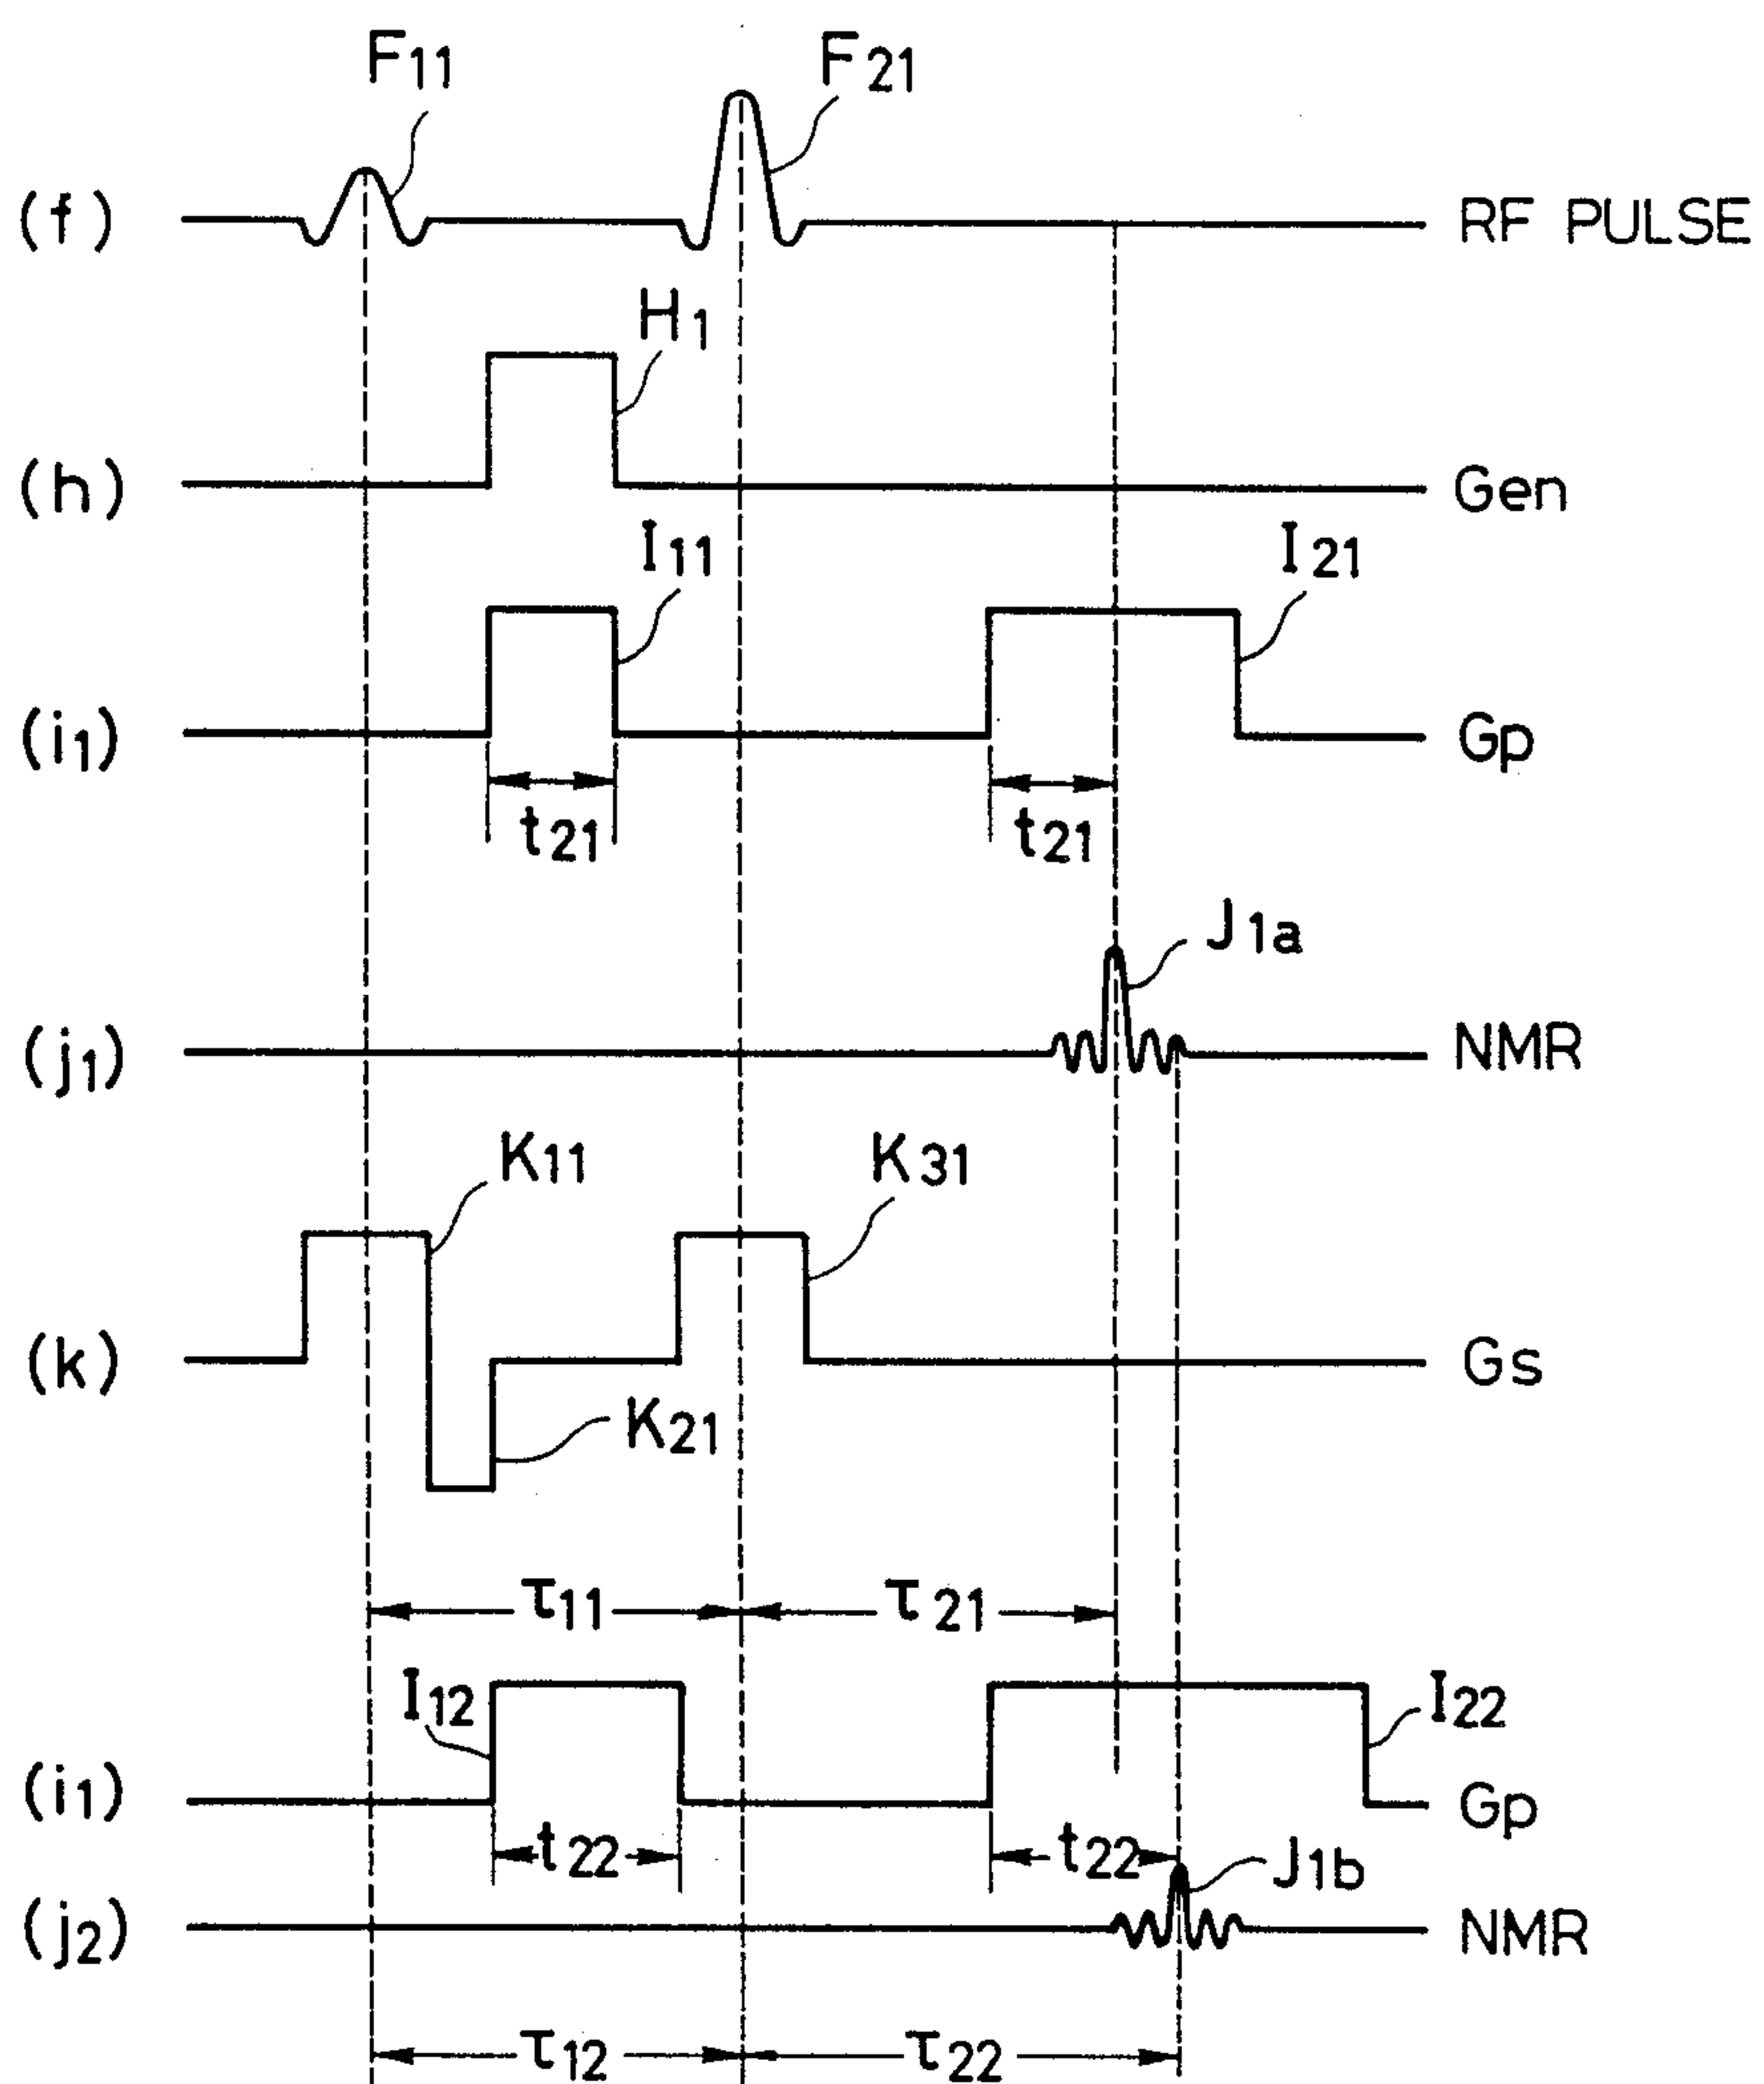 F11 F21
(f) RF PULSE
H1
(h) Gen
I11 I21
(i1) Gp
t21 t21
J1a
(j1) NMR
K11 K31
(k) Gs
K21
τ11 τ21
I12 I22
(i1) Gp
t22 t22 J1b
(j2) NMR
τ12 τ22